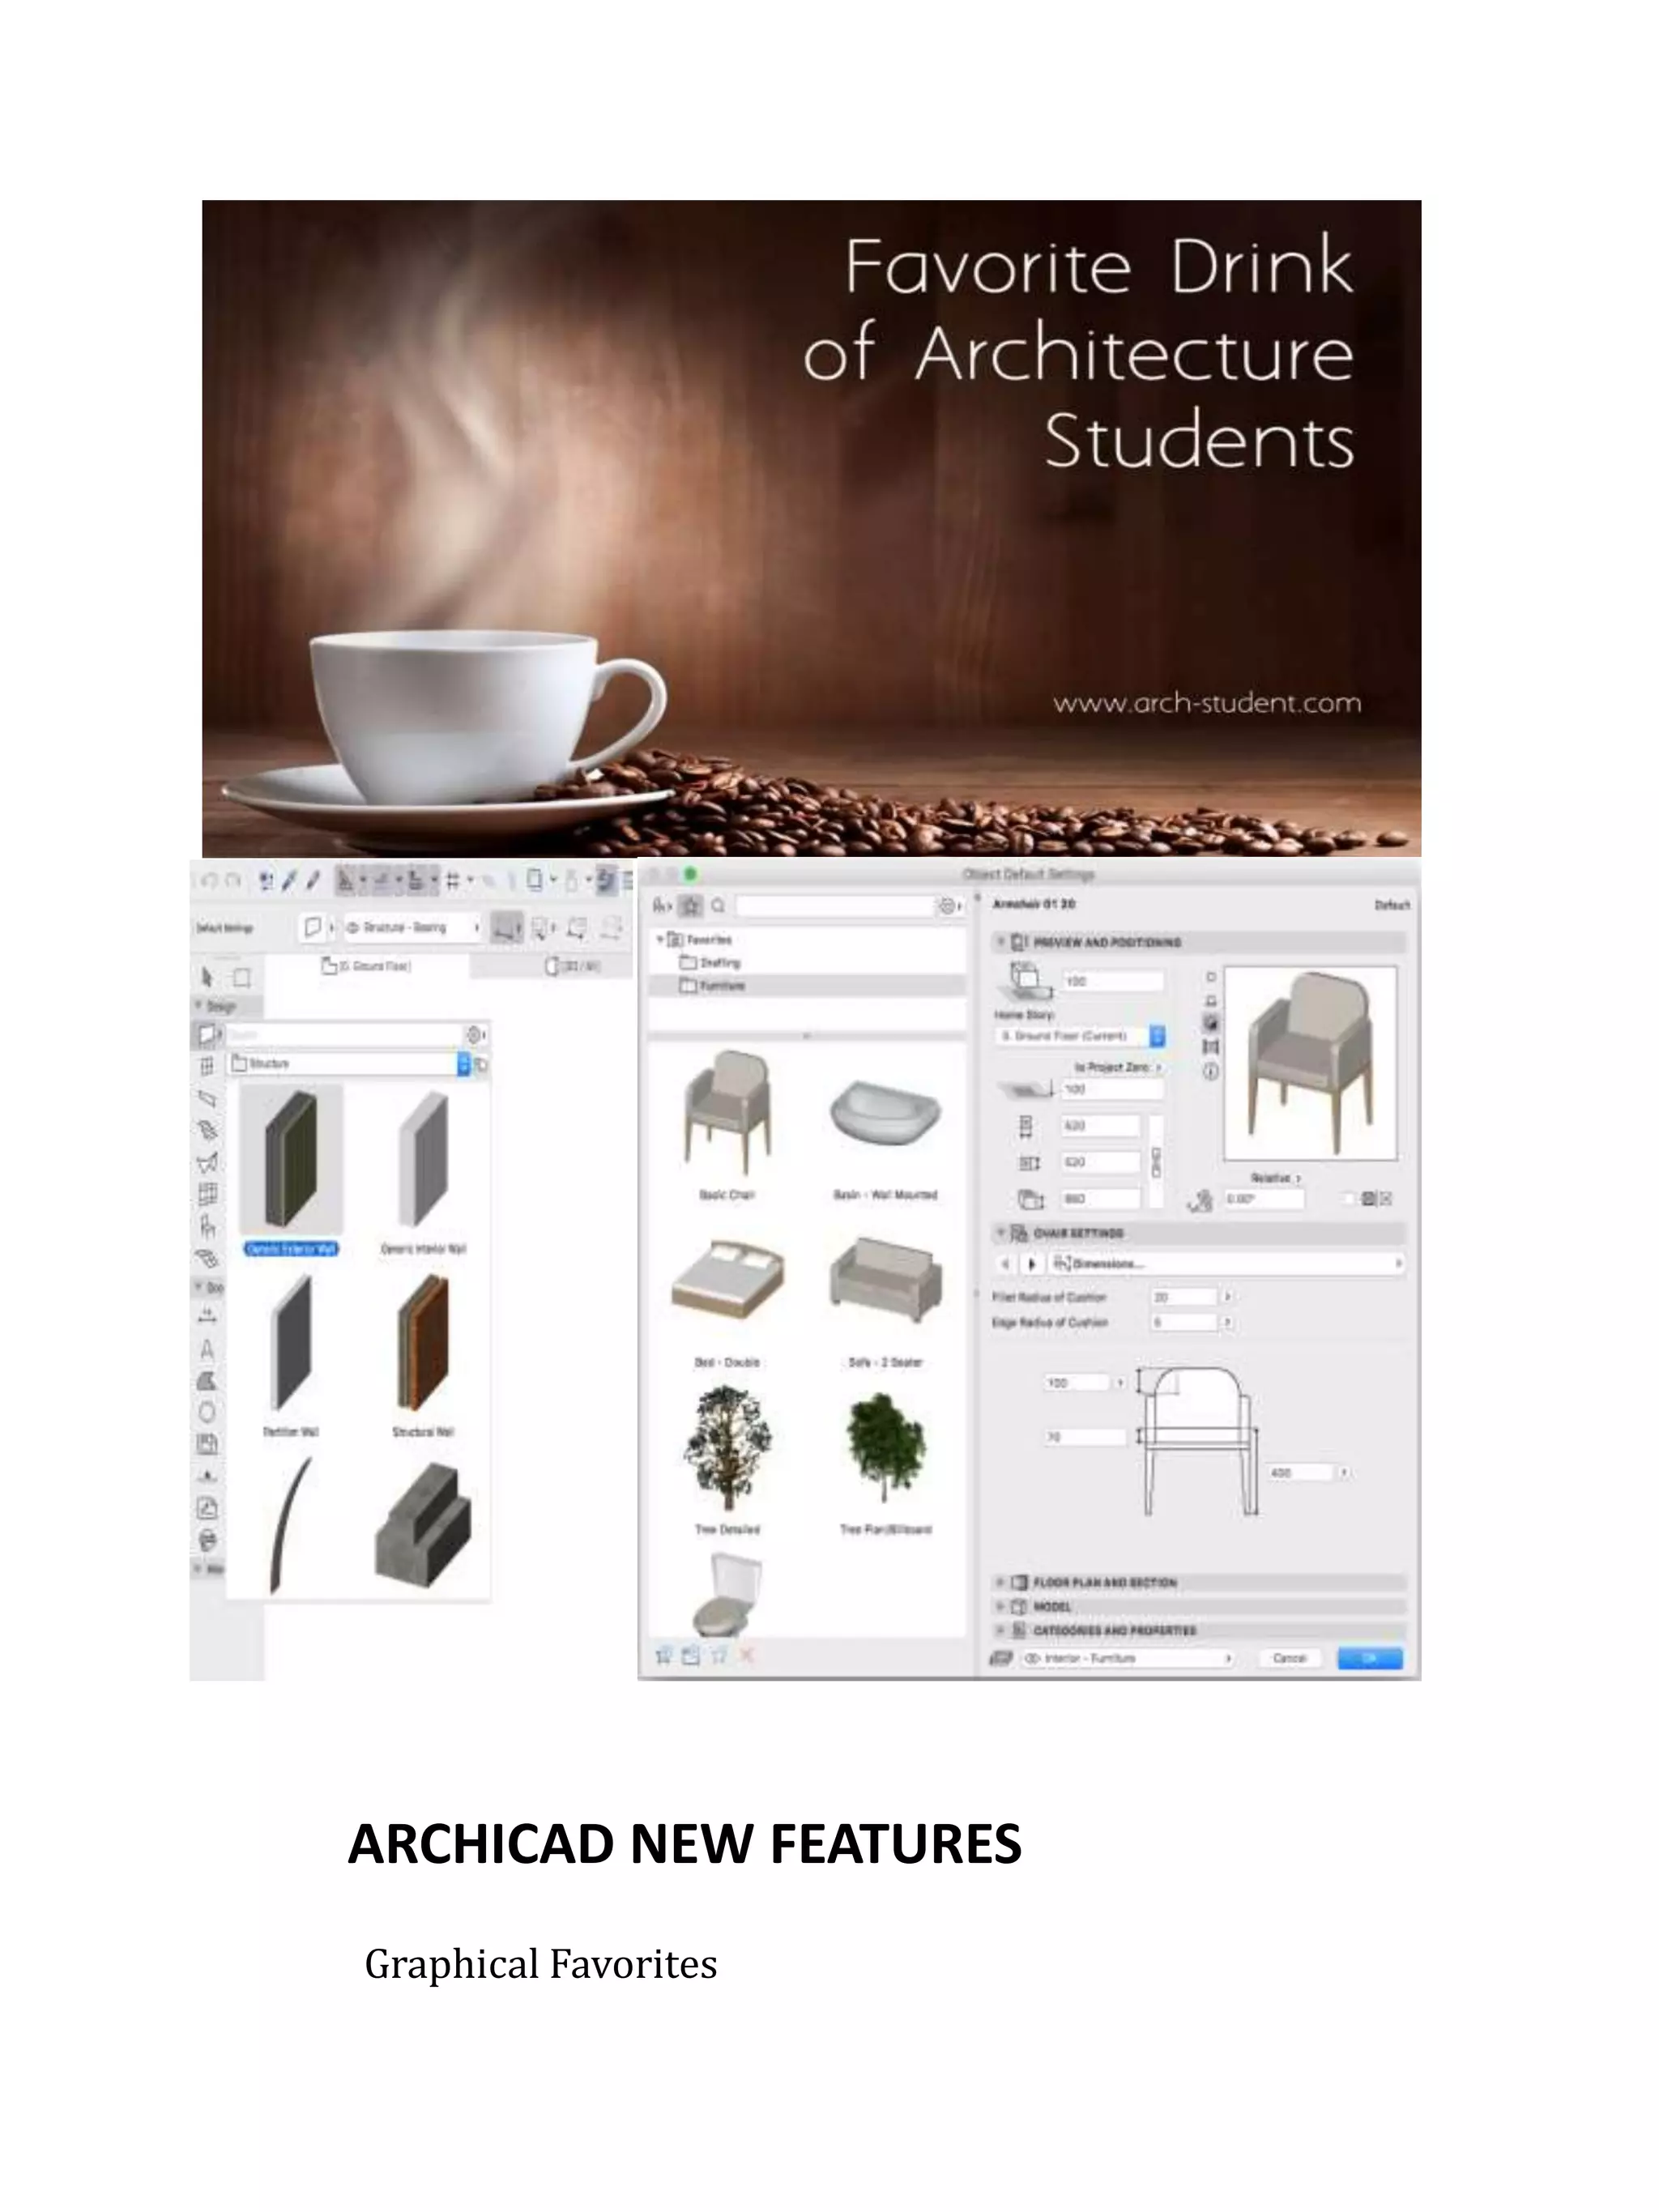 Favorite Drink
of Architecture
Students
www.arch-student.com
Object Default Settings
Default Settings
Structural - Bearing
[0. Ground Floor]
Design
Structure
Generic Exterior Wall
Generic Interior Wall
Partition Wall
Structural Wall
Favorites
Drafting
Furniture
Basic Chair
Basin - Wall Mounted
Bed - Double
Sofa - 2 Seater
Tree Detailed
Tree Plan/Billboard
Armchair 01 20
Default
PREVIEW AND POSITIONING
100
Home Story:
0. Ground Floor (Current)
to Project Zero
100
620
620
860
Relative
0.00°
CHAIR SETTINGS
Dimensions...
Fillet Radius of Cushion
20
Edge Radius of Cushion
5
100
70
400
FLOOR PLAN AND SECTION
MODEL
CATEGORIES AND PROPERTIES
Interior - Furniture
Cancel
OK
ARCHICAD NEW FEATURES
Graphical Favorites